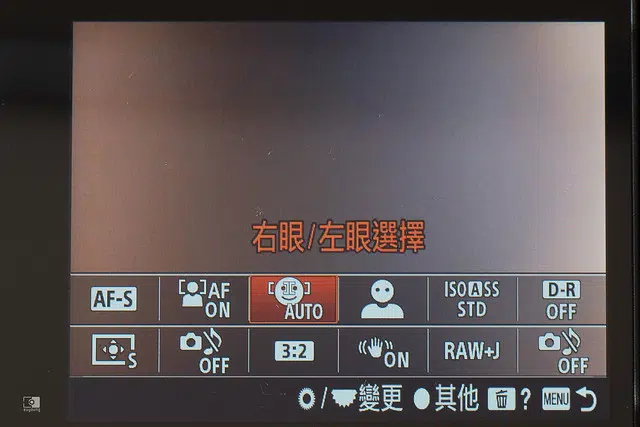 右眼/左眼選擇
AF-S
AF ON
AUTO
ISO A SS STD
D-R OFF
S
OFF
3:2
ON
RAW+J
OFF
/ 變更 其他 ? MENU